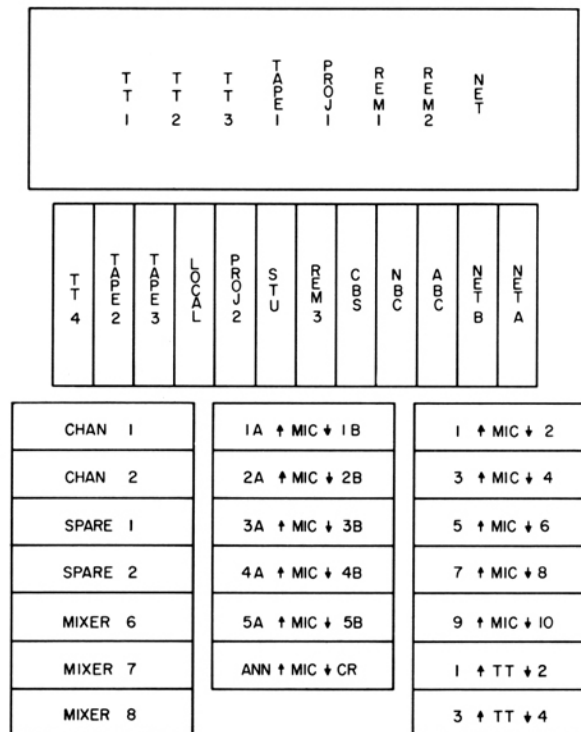 TT1
TT2
TT3
TAPE1
PROJ1
REM1
REM2
NET
TT4
TAPE2
TAPE3
LOCAL
PROJ2
STU
REM3
CBS
NBC
ABC
NETB
NETA
CHAN 1
CHAN 2
SPARE 1
SPARE 2
MIXER 6
MIXER 7
MIXER 8
1A ↑ MIC ↓ 1B
2A ↑ MIC ↓ 2B
3A ↑ MIC ↓ 3B
4A ↑ MIC ↓ 4B
5A ↑ MIC ↓ 5B
ANN ↑ MIC ↓ CR
1 ↑ MIC ↓ 2
3 ↑ MIC ↓ 4
5 ↑ MIC ↓ 6
7 ↑ MIC ↓ 8
9 ↑ MIC ↓ 10
1 ↑ TT ↓ 2
3 ↑ TT ↓ 4